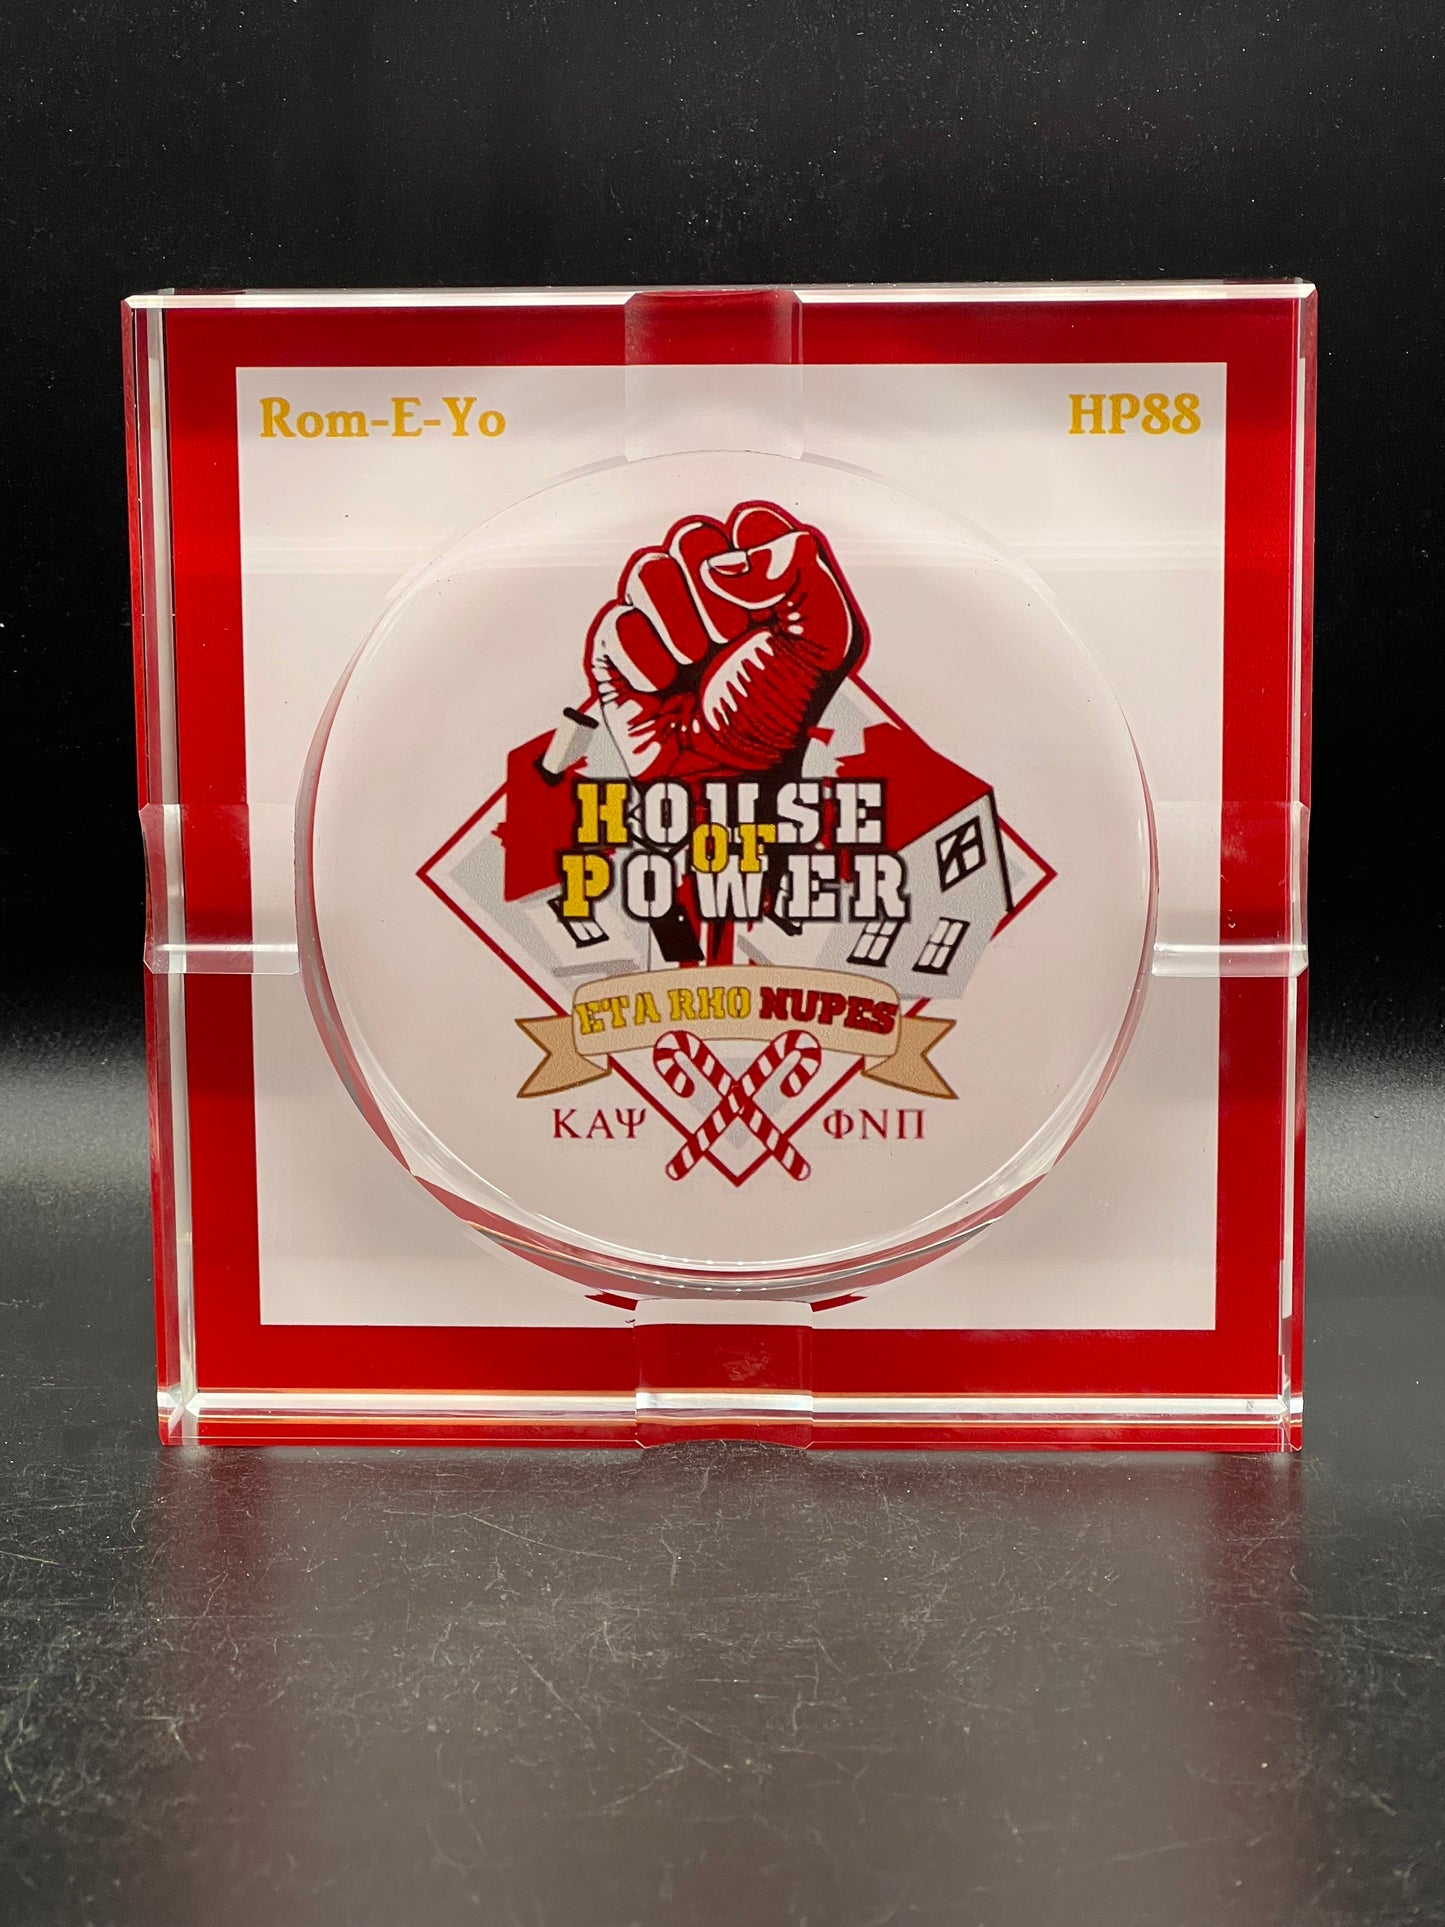 Rom-E-Yo
HP88
HOUSE
OF
POWER
ETA RHO NUPES
ΚΑΨ
ΦΝΠ